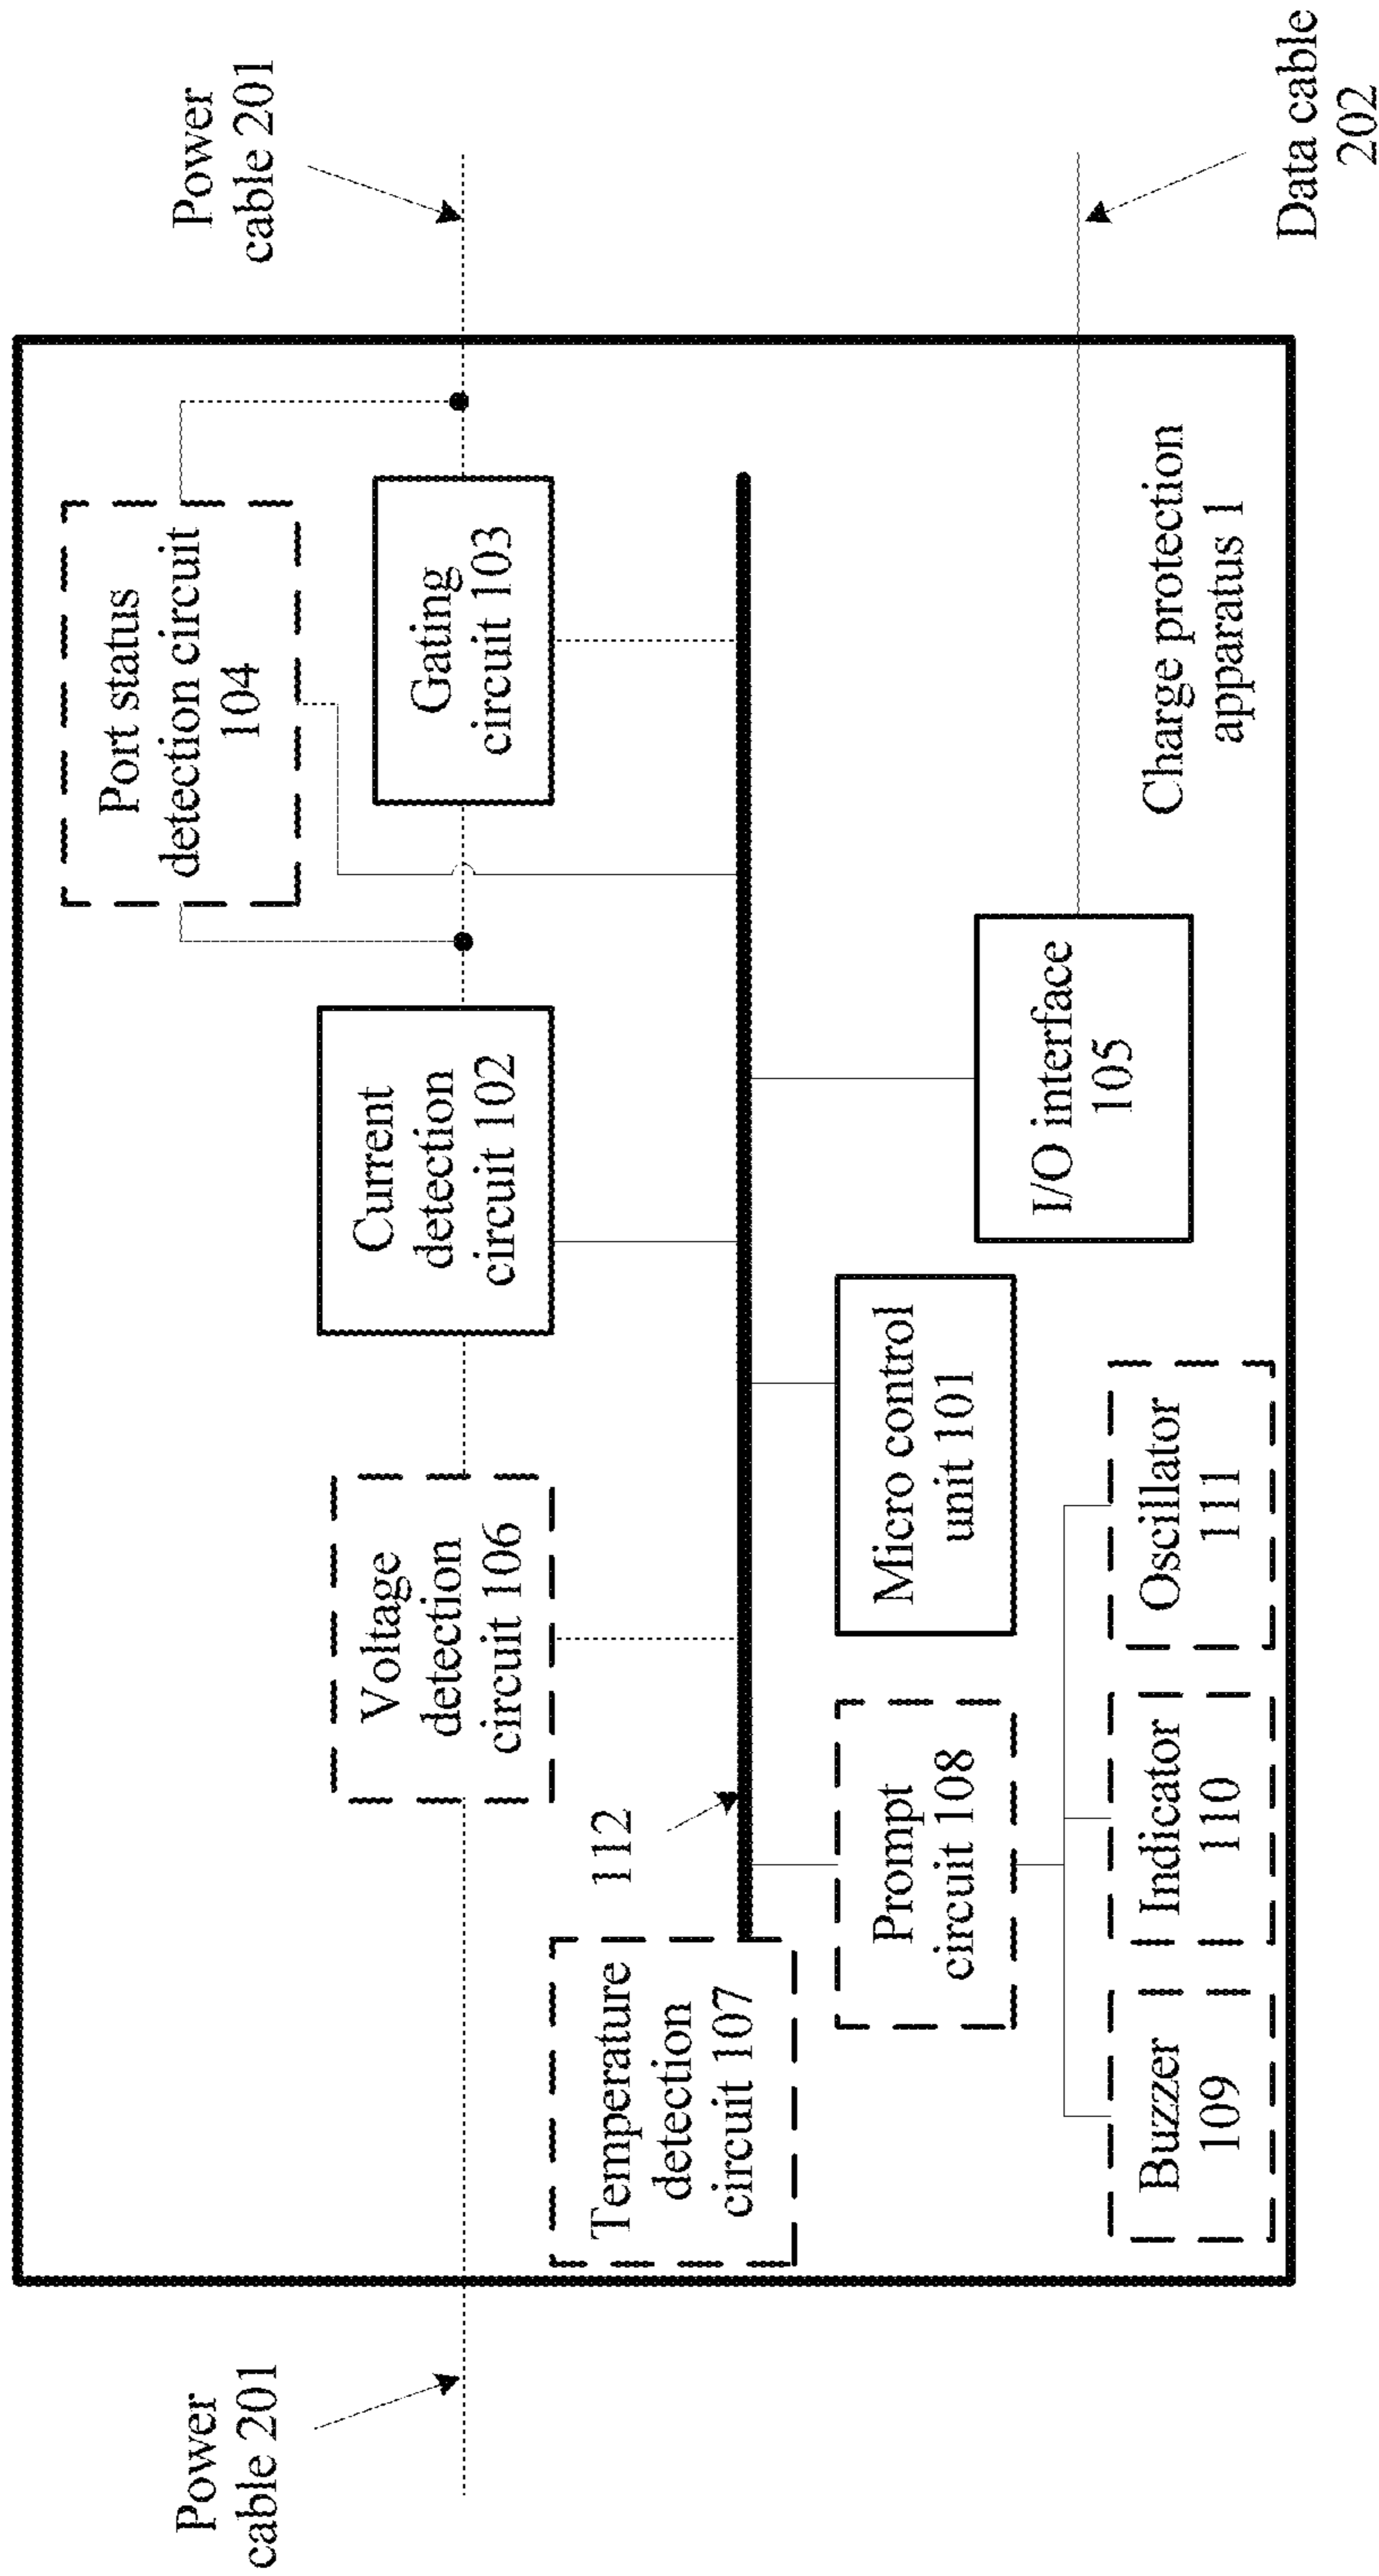 Power
cable 201
Power
cable 201
Port status
detection circuit
104
Voltage
detection
circuit 106
Current
detection
circuit 102
Gating
circuit 103
Temperature
detection
circuit 107
112
Prompt
circuit 108
Micro control
unit 101
I/O interface
105
Buzzer
109
Indicator
110
Oscillator
111
Charge protection
apparatus 1
Data cable
202